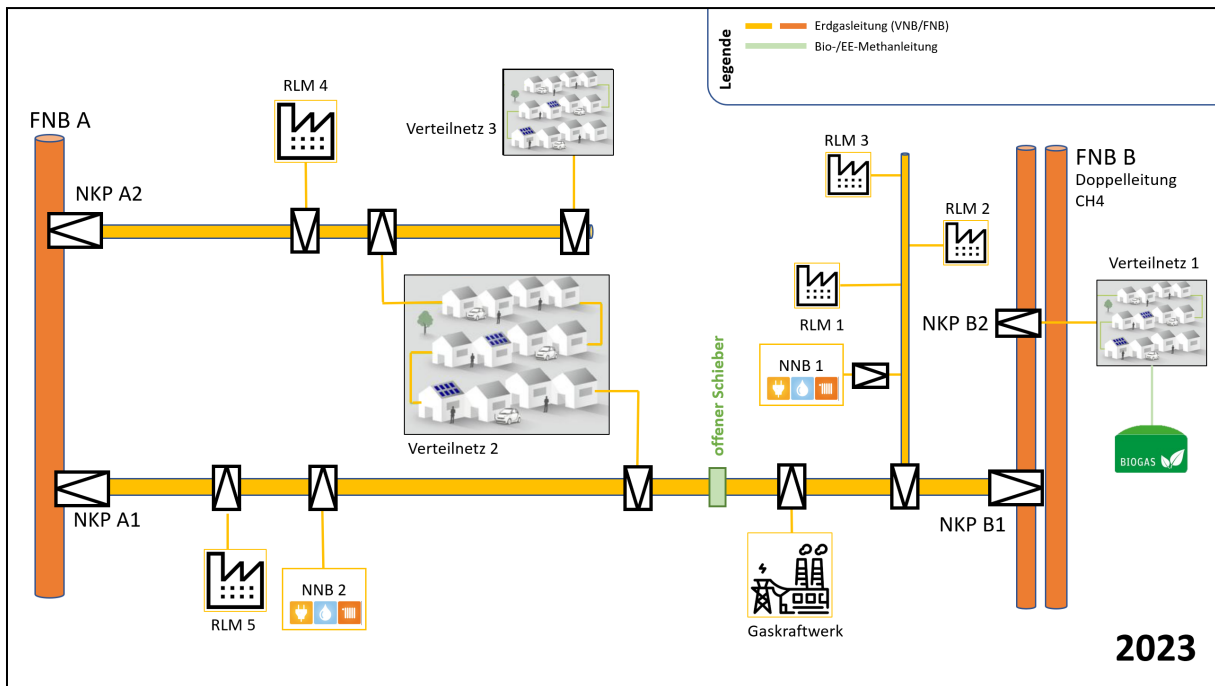 Legende
Erdgasleitung (VNB/FNB)
Bio-/EE-Methanleitung
RLM 4
Verteilnetz 3
FNB A
NKP A2
RLM 3
FNB B
Doppelleitung
CH4
RLM 2
Verteilnetz 1
RLM 1
NKP B2
NNB 1
offener Schieber
Verteilnetz 2
BIOGAS
NKP A1
NKP B1
NNB 2
RLM 5
Gaskraftwerk
2023